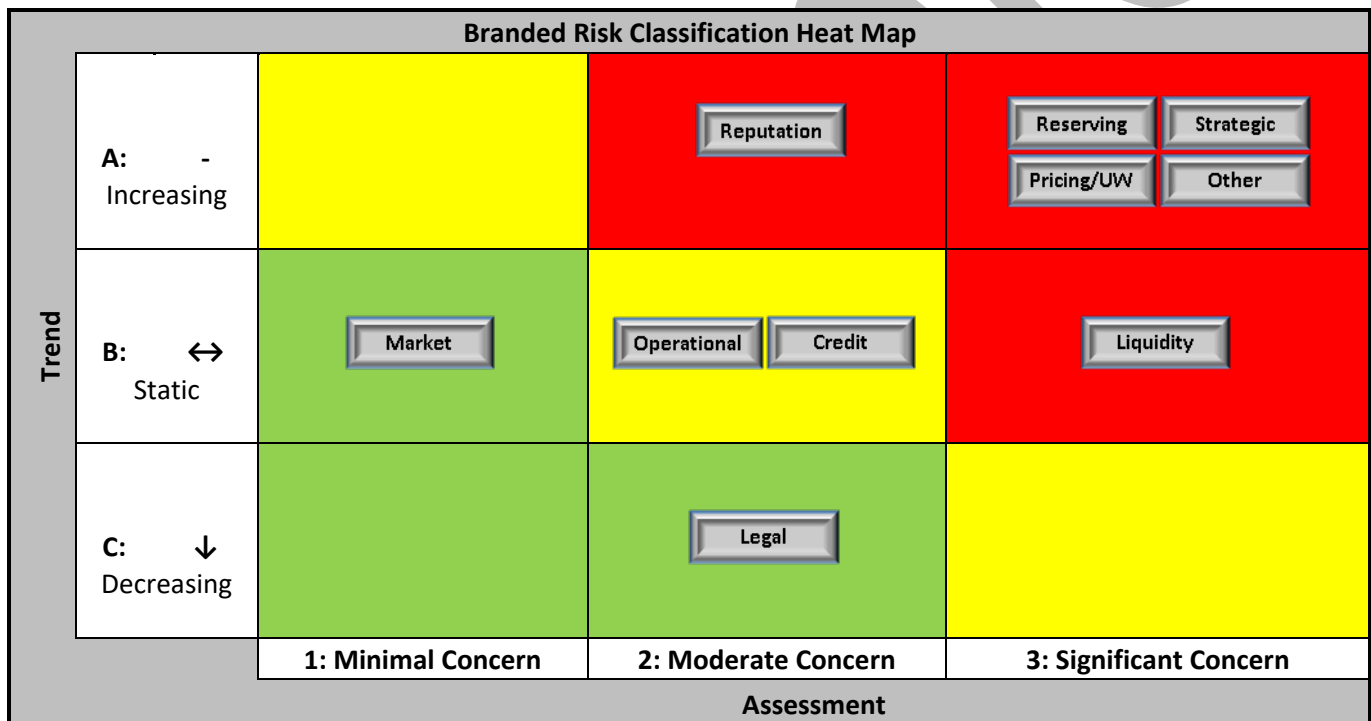 Branded Risk Classification Heat Map
Trend
A: -
Increasing
Reputation
Reserving Strategic
Pricing/UW Other
B: ↔
Static
Market
Operational Credit
Liquidity
C: ↓
Decreasing
Legal
1: Minimal Concern 2: Moderate Concern 3: Significant Concern
Assessment